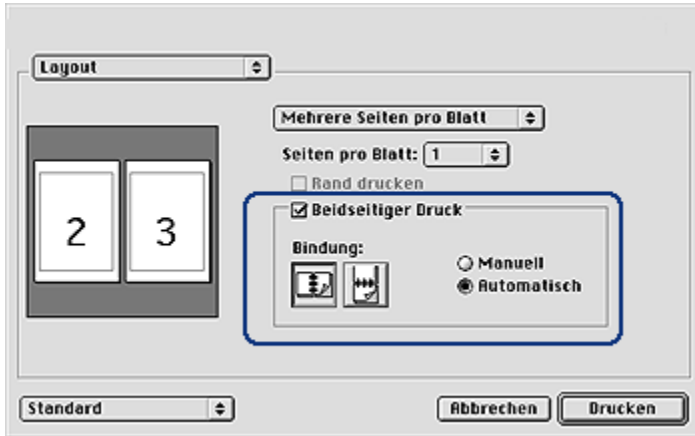 Layout
Mehrere Seiten pro Blatt
Seiten pro Blatt: 1
Rand drucken
Beidseitiger Druck
2 3
Bindung:
Manuell
Automatisch
Standard
Abbrechen Drucken